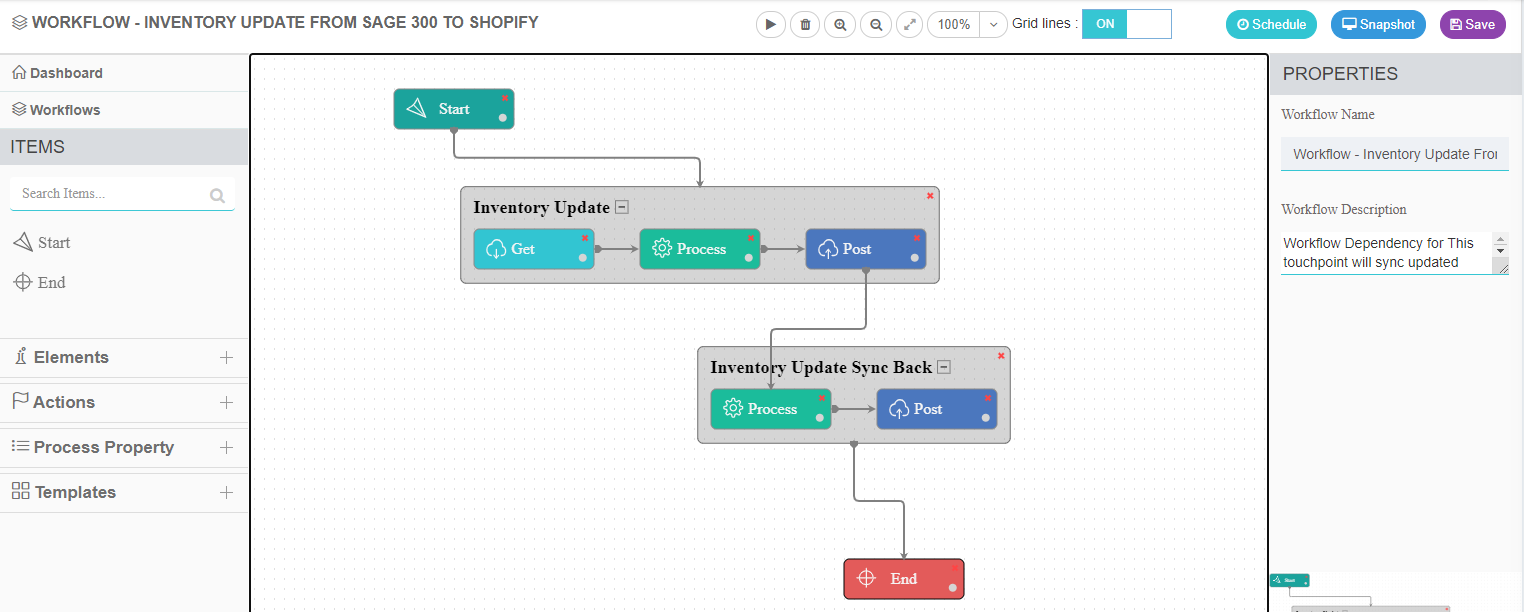 WORKFLOW - INVENTORY UPDATE FROM SAGE 300 TO SHOPIFY
100%
Grid lines :
ON
Schedule
Snapshot
Save
Dashboard
Workflows
ITEMS
Search Items...
Start
End
Elements
Actions
Process Property
Templates
Start
Inventory Update
Get
Process
Post
Inventory Update Sync Back
Process
Post
End
PROPERTIES
Workflow Name
Workflow - Inventory Update Fro
Workflow Description
Workflow Dependency for This
touchpoint will sync updated
Start